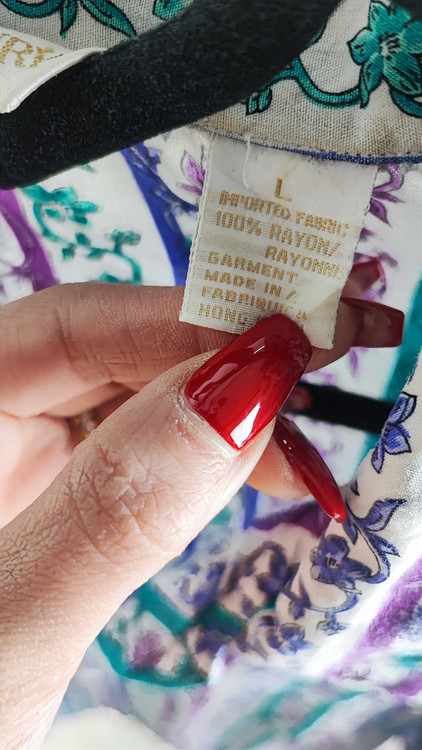 L
IMPORTED FABRIC
100% RAYON/
RAYONNE
GARMENT
MADE IN/
FABRIQUÉ À
HONG